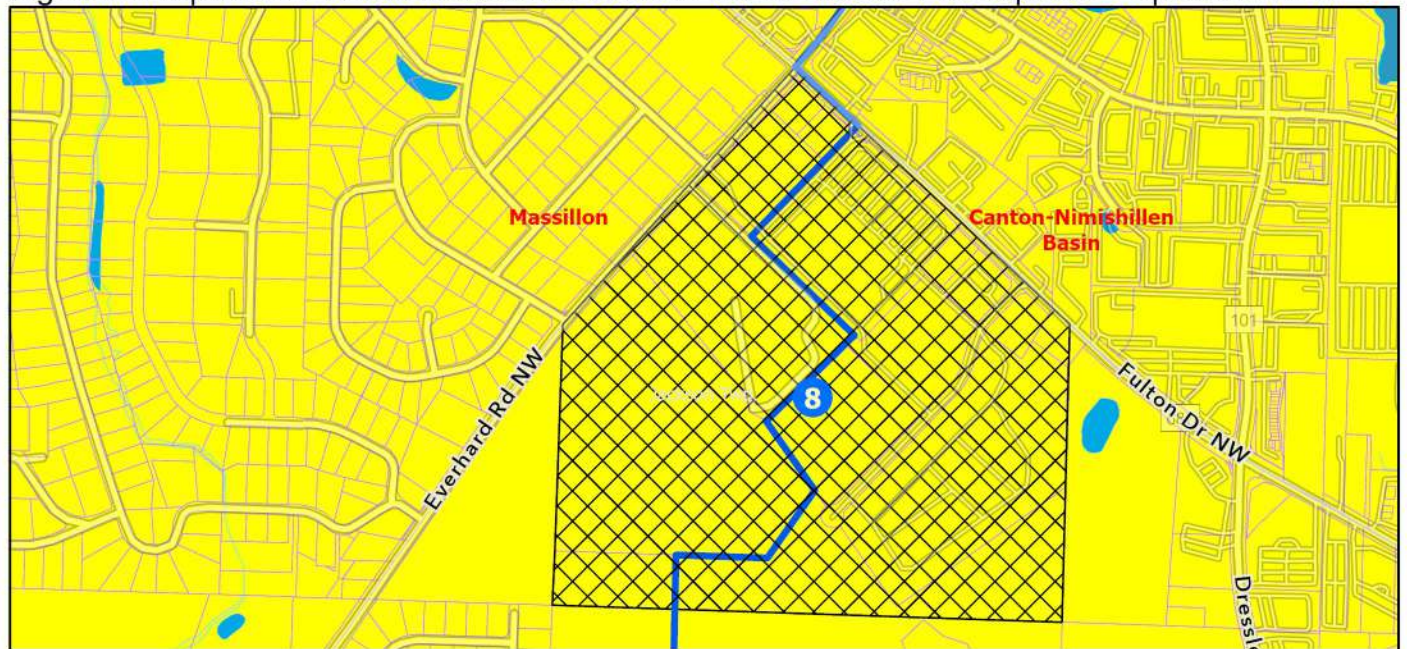 Massillon
Canton-Nimishillen
Basin
101
8
Everhard Rd NW
Fulton Dr NW